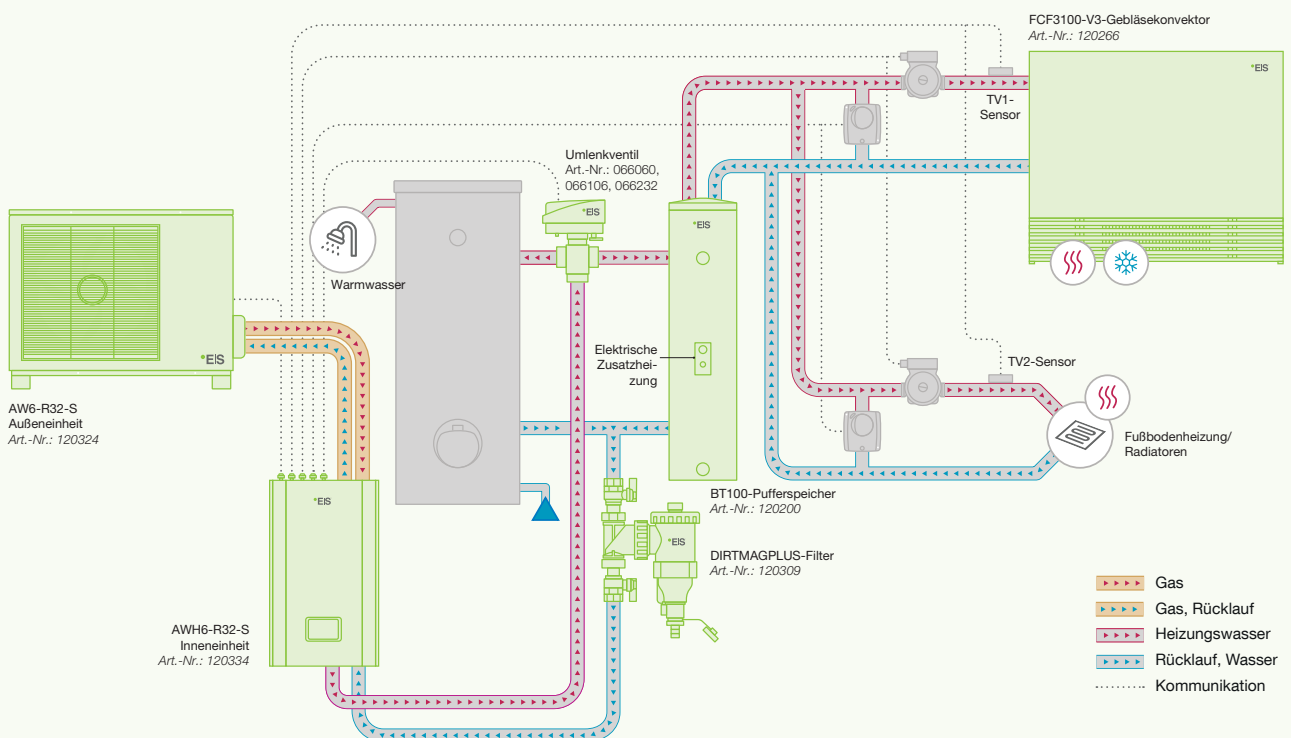 FCF3100-V3-Gebläsekonvektor
Art.-Nr.: 120266
°EIS
TV1-
Sensor
Umlenkventil
Art.-Nr.: 066060,
066106, 066232
°EIS
°EIS
Warmwasser
°EIS
Elektrische
Zusatzhei-
zung
TV2-Sensor
AW6-R32-S
Außeneinheit
Art.-Nr.: 120324
Fußbodenheizung/
Radiatoren
°EIS
BT100-Pufferspeicher
Art.-Nr.: 120200
°EIS
DIRTMAGPLUS-Filter
Art.-Nr.: 120309
AWH6-R32-S
Inneneinheit
Art.-Nr.: 120334
Gas
Gas, Rücklauf
Heizungswasser
Rücklauf, Wasser
Kommunikation